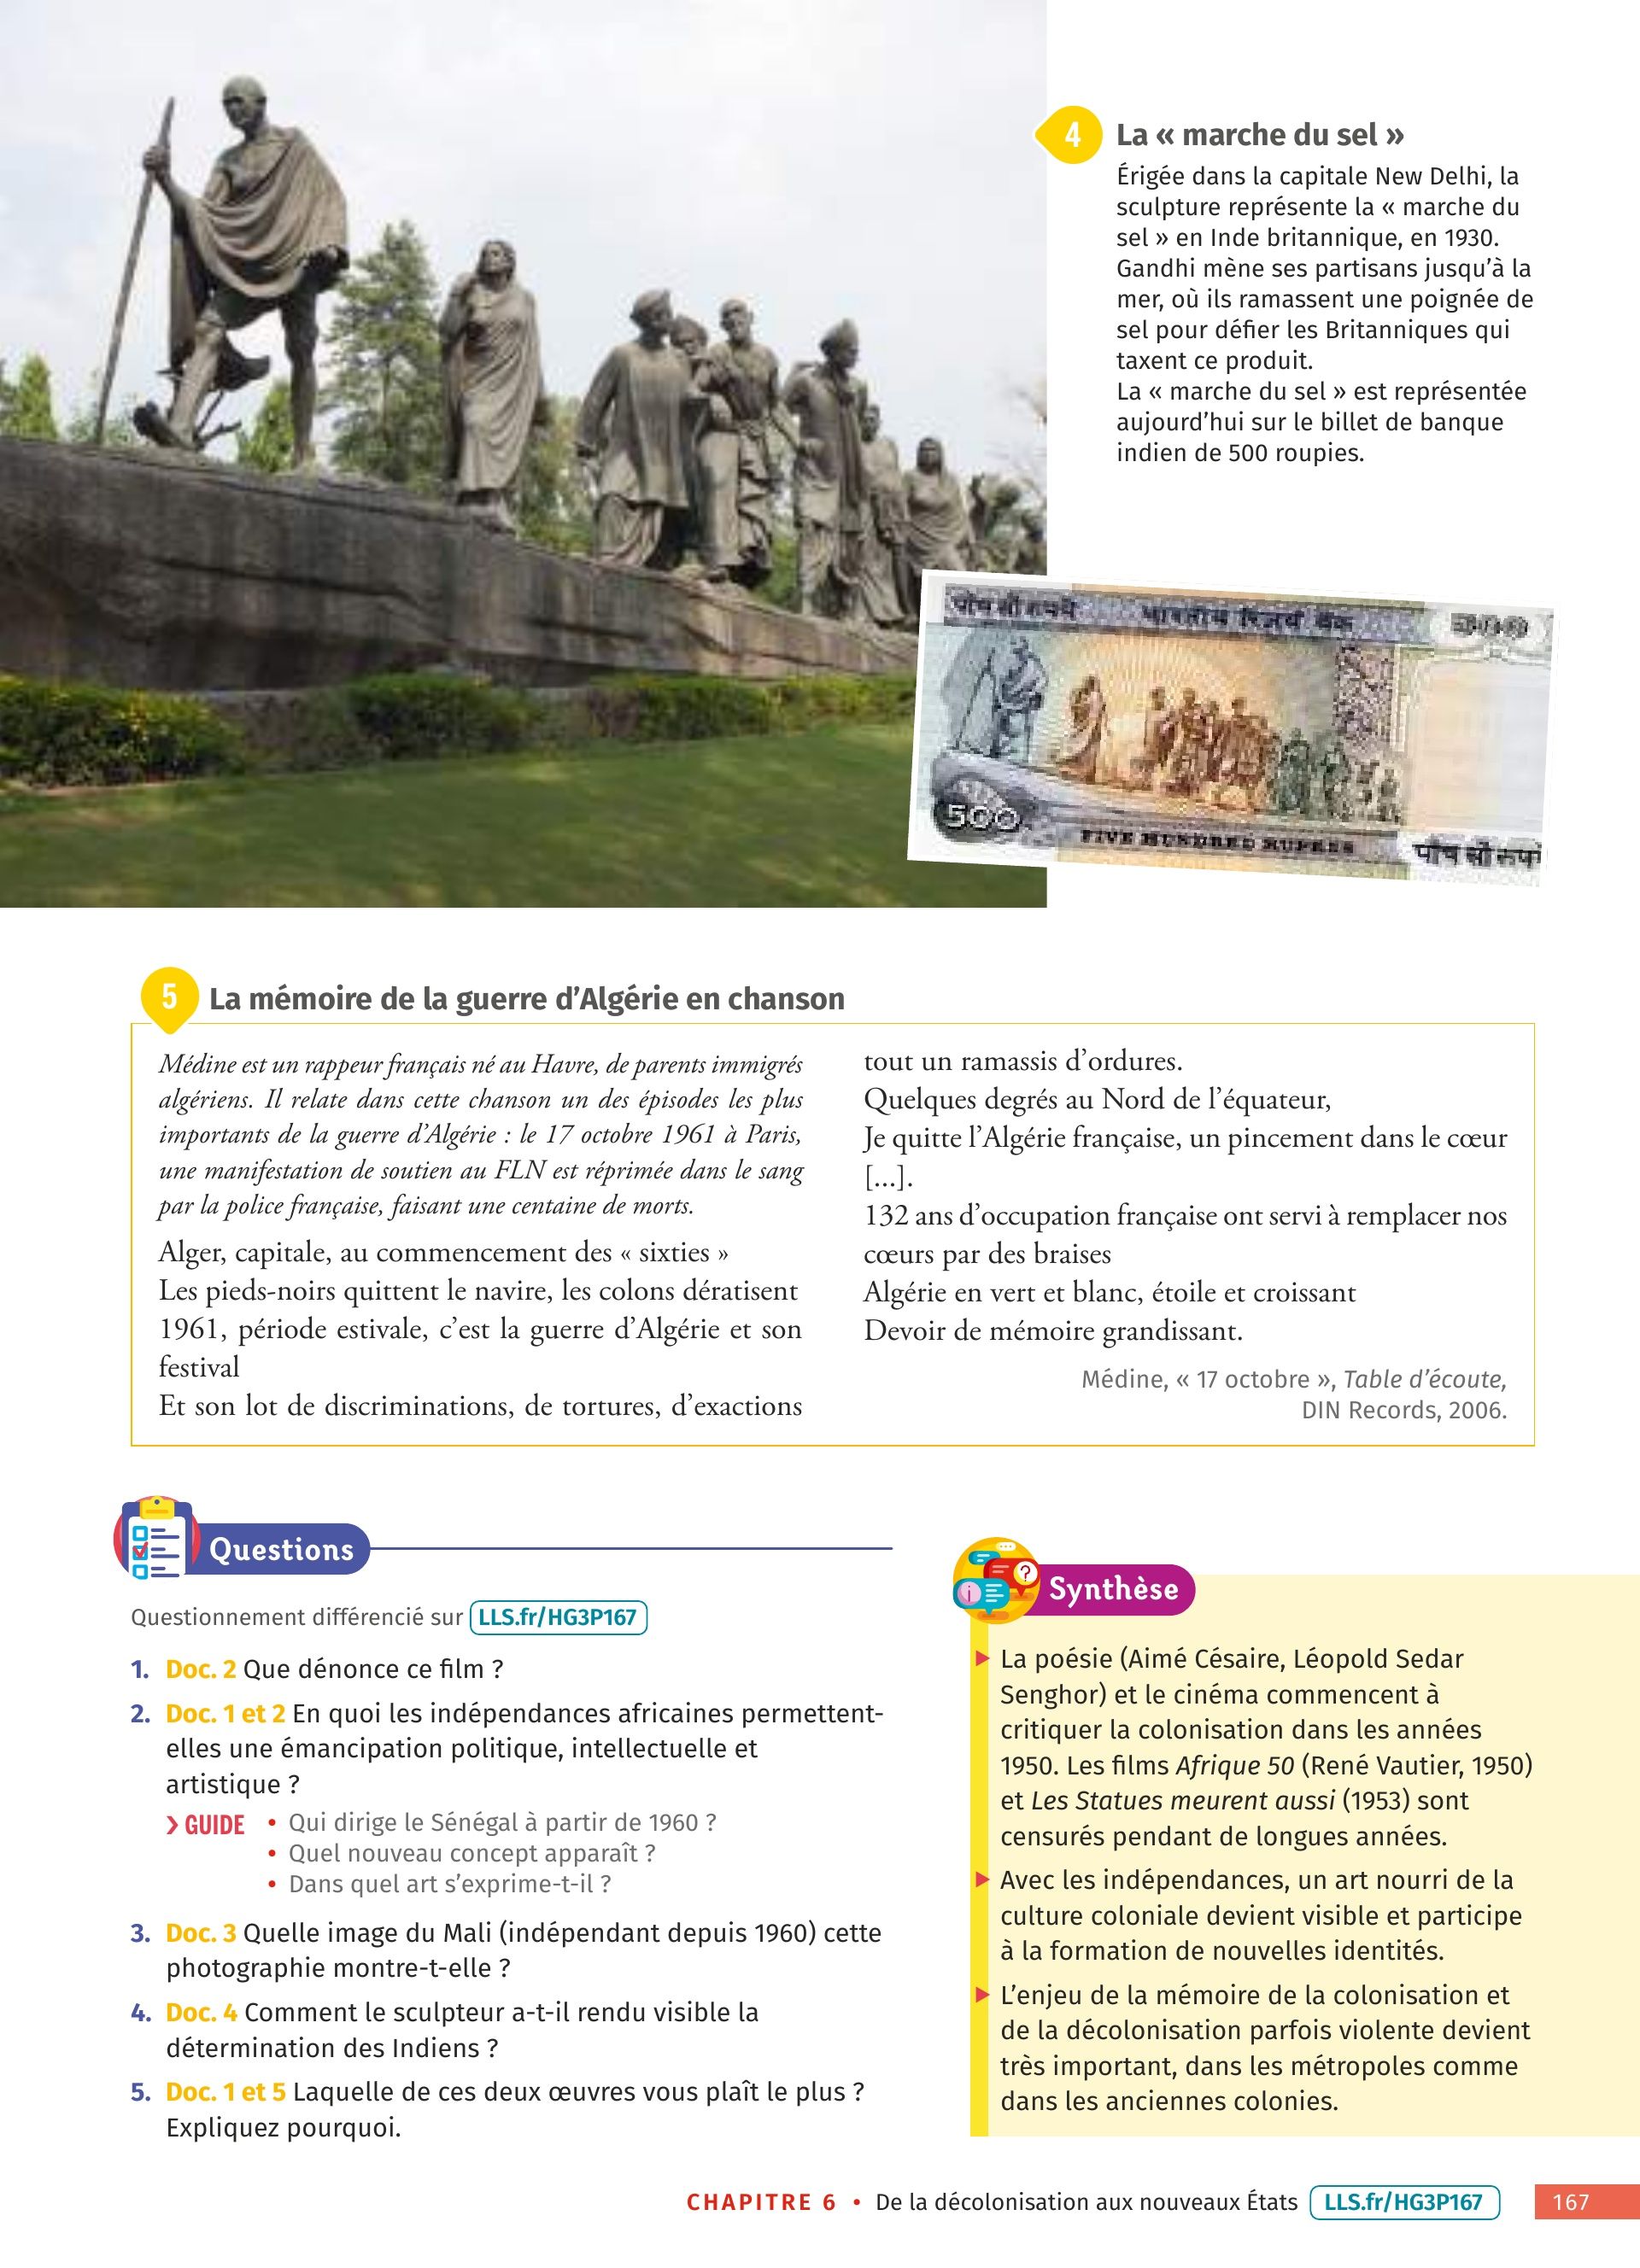 4
La « marche du sel »
Érigée dans la capitale New Delhi, la
sculpture représente la « marche du
sel » en Inde britannique, en 1930.
Gandhi mène ses partisans jusqu’à la
mer, où ils ramassent une poignée de
sel pour défier les Britanniques qui
taxent ce produit.
La « marche du sel » est représentée
aujourd’hui sur le billet de banque
indien de 500 roupies.
500
FIVE HUNDRED RUPEES
5
La mémoire de la guerre d’Algérie en chanson
Médine est un rappeur français né au Havre, de parents immigrés
algériens. Il relate dans cette chanson un des épisodes les plus
importants de la guerre d’Algérie : le 17 octobre 1961 à Paris,
une manifestation de soutien au FLN est réprimée dans le sang
par la police française, faisant une centaine de morts.
Alger, capitale, au commencement des « sixties »
Les pieds-noirs quittent le navire, les colons dératisent
1961, période estivale, c’est la guerre d’Algérie et son
festival
Et son lot de discriminations, de tortures, d’exactions
tout un ramassis d’ordures.
Quelques degrés au Nord de l’équateur,
Je quitte l’Algérie française, un pincement dans le cœur
[…].
132 ans d’occupation française ont servi à remplacer nos
cœurs par des braises
Algérie en vert et blanc, étoile et croissant
Devoir de mémoire grandissant.
Médine, « 17 octobre », Table d’écoute,
DIN Records, 2006.
Questions
Questionnement différencié sur LLS.fr/HG3P167
1. Doc. 2 Que dénonce ce film ?
2. Doc. 1 et 2 En quoi les indépendances africaines permettent-
elles une émancipation politique, intellectuelle et
artistique ?
GUIDE • Qui dirige le Sénégal à partir de 1960 ?
• Quel nouveau concept apparaît ?
• Dans quel art s’exprime-t-il ?
3. Doc. 3 Quelle image du Mali (indépendant depuis 1960) cette
photographie montre-t-elle ?
4. Doc. 4 Comment le sculpteur a-t-il rendu visible la
détermination des Indiens ?
5. Doc. 1 et 5 Laquelle de ces deux œuvres vous plaît le plus ?
Expliquez pourquoi.
Synthèse
La poésie (Aimé Césaire, Léopold Sedar
Senghor) et le cinéma commencent à
critiquer la colonisation dans les années
1950. Les films Afrique 50 (René Vautier, 1950)
et Les Statues meurent aussi (1953) sont
censurés pendant de longues années.
Avec les indépendances, un art nourri de la
culture coloniale devient visible et participe
à la formation de nouvelles identités.
L’enjeu de la mémoire de la colonisation et
de la décolonisation parfois violente devient
très important, dans les métropoles comme
dans les anciennes colonies.
CHAPITRE 6 • De la décolonisation aux nouveaux États LLS.fr/HG3P167 167